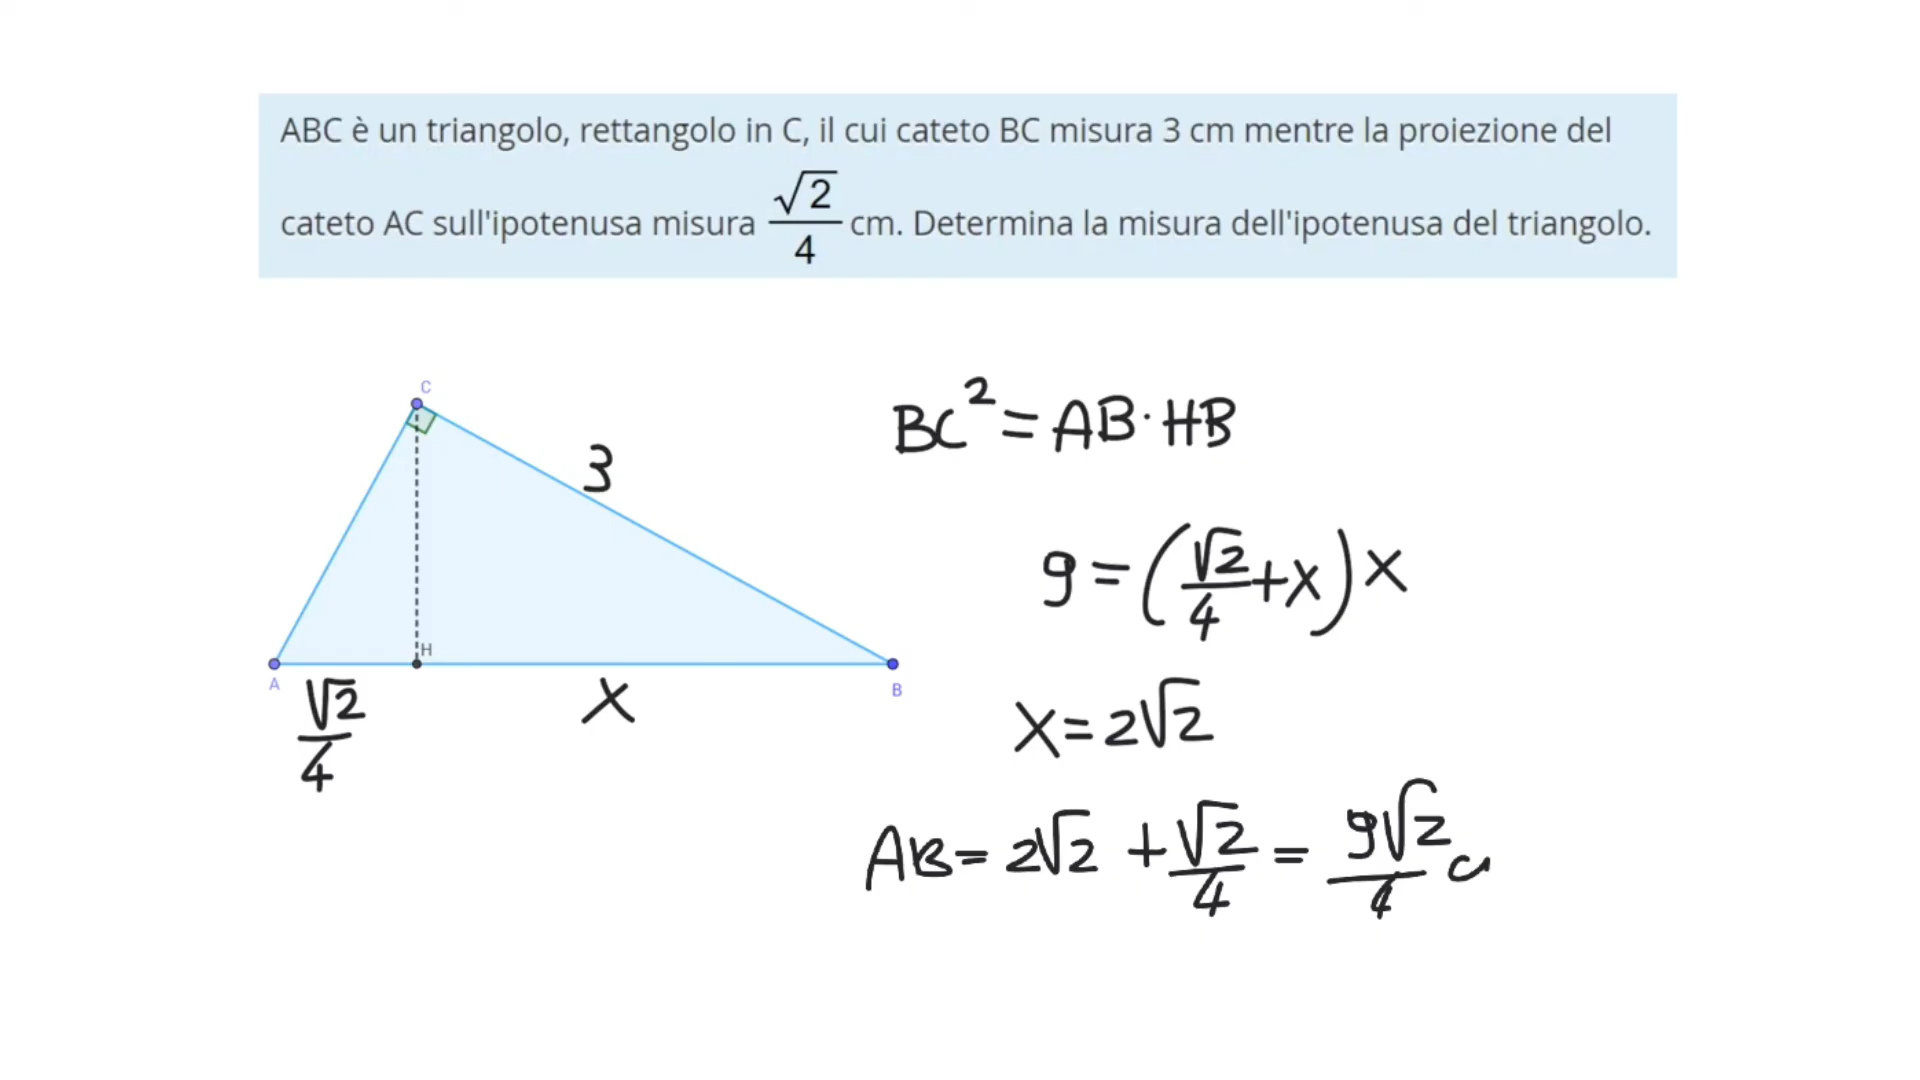 ABC è un triangolo, rettangolo in C, il cui cateto BC misura 3 cm mentre la proiezione del
cateto AC sull'ipotenusa misura √2/4 cm. Determina la misura dell'ipotenusa del triangolo.
C
3
H
A
B
√2/4
x
BC² = AB · HB
9 = (√2/4 + x) x
x = 2√2
AB = 2√2 + √2/4 = 9√2/4 c